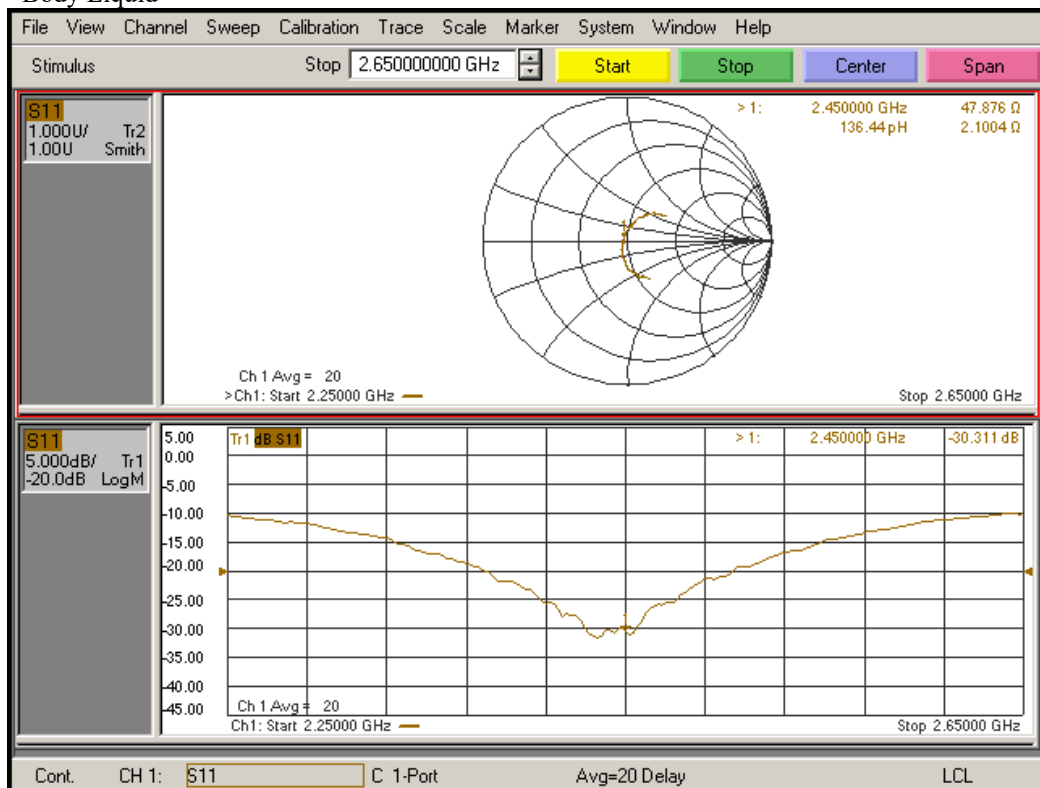 Body Liquid
File View Channel Sweep Calibration Trace Scale Marker System Window Help
Stimulus Stop 2.650000000 GHz Start Stop Center Span
S11
1.000U/ Tr2
1.00U Smith
> 1: 2.450000 GHz 47.876 Ω
136.44 pH 2.1004 Ω
Ch 1 Avg = 20
>Ch1: Start 2.25000 GHz Stop 2.65000 GHz
S11
5.000dB/ Tr1
-20.0dB LogM
Tr1 dB S11 > 1: 2.450000 GHz -30.311 dB
5.00
0.00
-5.00
-10.00
-15.00
-20.00
-25.00
-30.00
-35.00
-40.00
-45.00
Ch 1 Avg = 20
Ch1: Start 2.25000 GHz Stop 2.65000 GHz
Cont. CH 1: S11 C 1-Port Avg=20 Delay LCL